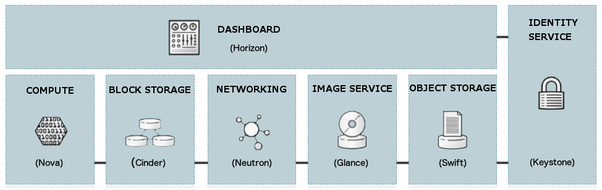 DASHBOARD
(Horizon)
IDENTITY
SERVICE
(Keystone)
COMPUTE
(Nova)
BLOCK STORAGE
(Cinder)
NETWORKING
(Neutron)
IMAGE SERVICE
(Glance)
OBJECT STORAGE
(Swift)